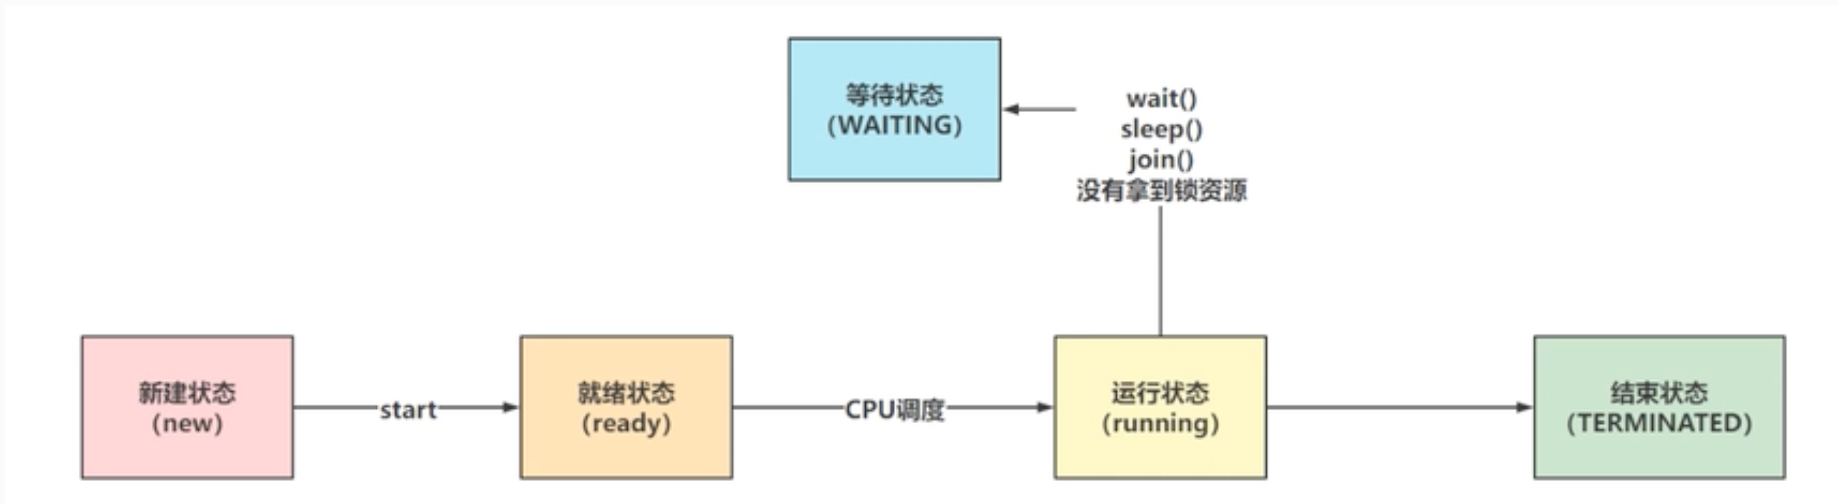 等待状态
(WAITING)
wait()
sleep()
join()
没有拿到锁资源
新建状态
(new)
start
就绪状态
(ready)
CPU调度
运行状态
(running)
结束状态
(TERMINATED)